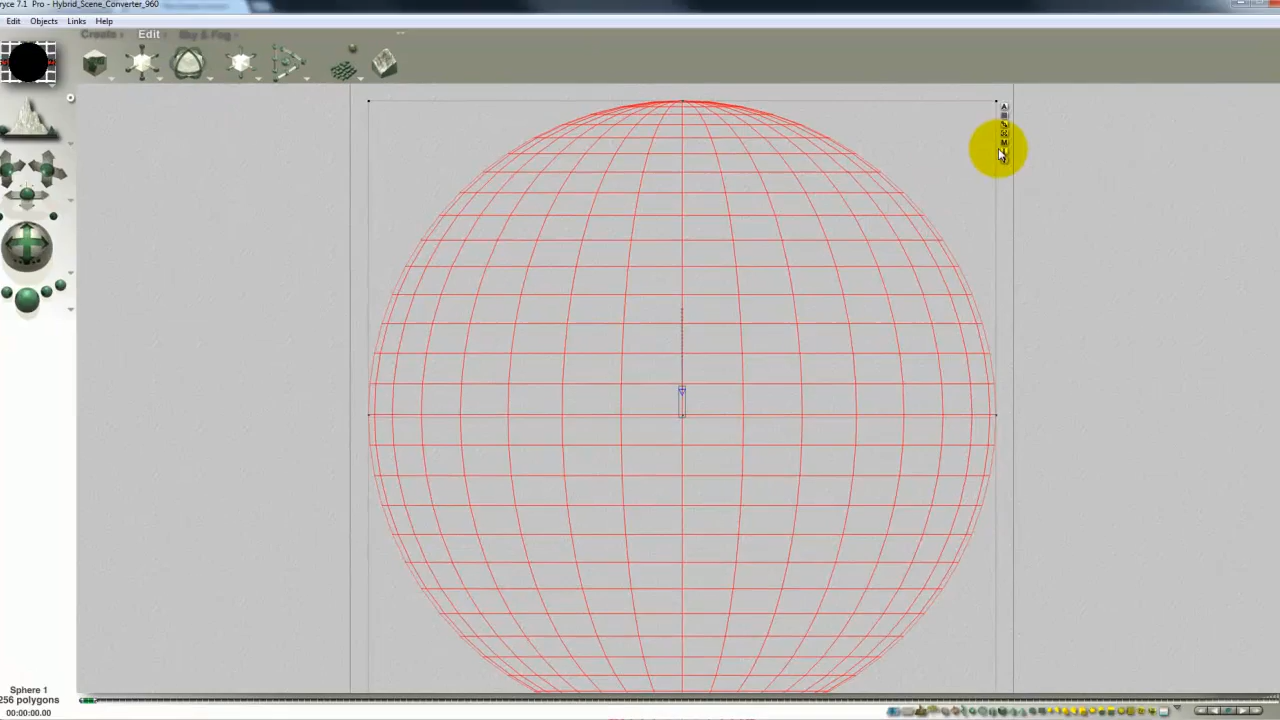 ryce 7.1 Pro - Hybrid_Scene_Converter_960
Edit Objects Links Help
Create Edit Sky & Fog
A
M
Sphere 1
256 polygons
00:00:00.00